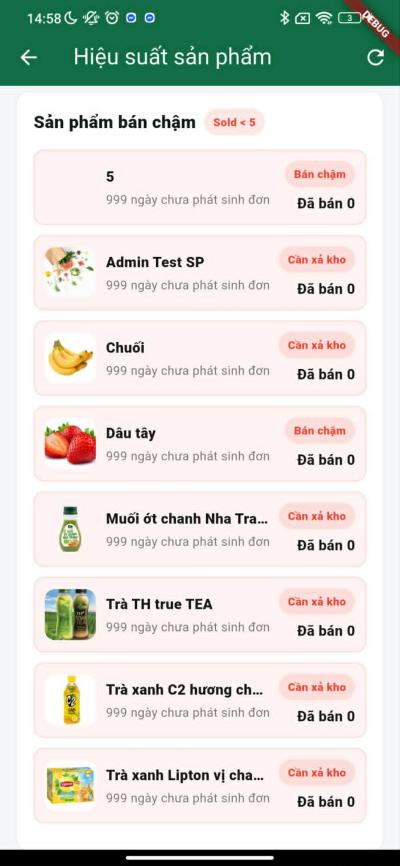 14:58
3
DEBUG
Hiệu suất sản phẩm
Sản phẩm bán chậm
Sold < 5
5
Bán chậm
999 ngày chưa phát sinh đơn
Đã bán 0
Admin Test SP
Cần xả kho
999 ngày chưa phát sinh đơn
Đã bán 0
Chuối
Cần xả kho
999 ngày chưa phát sinh đơn
Đã bán 0
Dâu tây
Bán chậm
999 ngày chưa phát sinh đơn
Đã bán 0
Muối ớt chanh Nha Tra...
Cần xả kho
999 ngày chưa phát sinh đơn
Đã bán 0
Trà TH true TEA
Cần xả kho
999 ngày chưa phát sinh đơn
Đã bán 0
C2
Trà xanh C2 hương ch...
Cần xả kho
999 ngày chưa phát sinh đơn
Đã bán 0
Lipton
Trà xanh Lipton vị cha...
Cần xả kho
999 ngày chưa phát sinh đơn
Đã bán 0